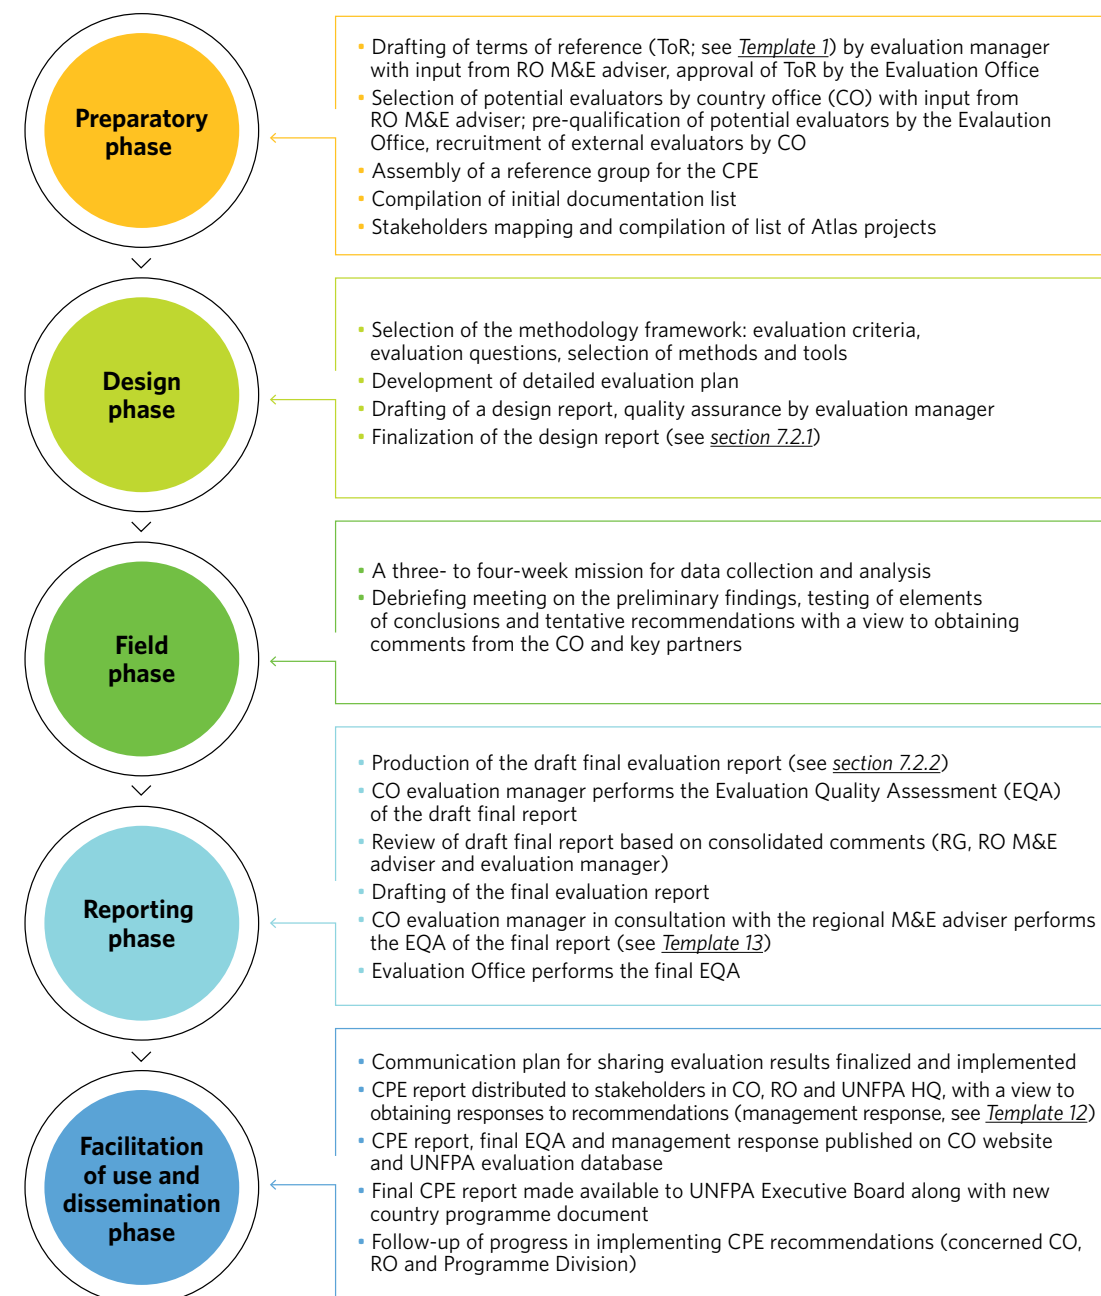 Preparatory
phase
• Drafting of terms of reference (ToR; see Template 1) by evaluation manager
with input from RO M&E adviser, approval of ToR by the Evaluation Office
• Selection of potential evaluators by country office (CO) with input from
RO M&E adviser; pre-qualification of potential evaluators by the Evalaution
Office, recruitment of external evaluators by CO
• Assembly of a reference group for the CPE
• Compilation of initial documentation list
• Stakeholders mapping and compilation of list of Atlas projects
Design
phase
• Selection of the methodology framework: evaluation criteria,
evaluation questions, selection of methods and tools
• Development of detailed evaluation plan
• Drafting of a design report, quality assurance by evaluation manager
• Finalization of the design report (see section 7.2.1)
Field
phase
• A three- to four-week mission for data collection and analysis
• Debriefing meeting on the preliminary findings, testing of elements
of conclusions and tentative recommendations with a view to obtaining
comments from the CO and key partners
Reporting
phase
• Production of the draft final evaluation report (see section 7.2.2)
• CO evaluation manager performs the Evaluation Quality Assessment (EQA)
of the draft final report
• Review of draft final report based on consolidated comments (RG, RO M&E
adviser and evaluation manager)
• Drafting of the final evaluation report
• CO evaluation manager in consultation with the regional M&E adviser performs
the EQA of the final report (see Template 13)
• Evaluation Office performs the final EQA
Facilitation
of use and
dissemination
phase
• Communication plan for sharing evaluation results finalized and implemented
• CPE report distributed to stakeholders in CO, RO and UNFPA HQ, with a view to
obtaining responses to recommendations (management response, see Template 12)
• CPE report, final EQA and management response published on CO website
and UNFPA evaluation database
• Final CPE report made available to UNFPA Executive Board along with new
country programme document
• Follow-up of progress in implementing CPE recommendations (concerned CO,
RO and Programme Division)